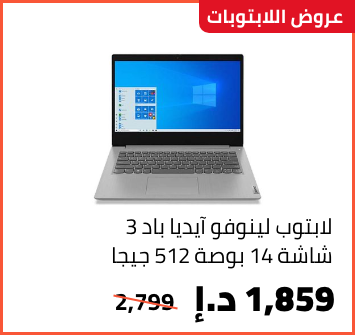 عروض اللابتوبات
لابتوب لينوفو آيديا باد 3
شاشة 14 بوصة 512 جيجا
1,859 د.إ 2,799